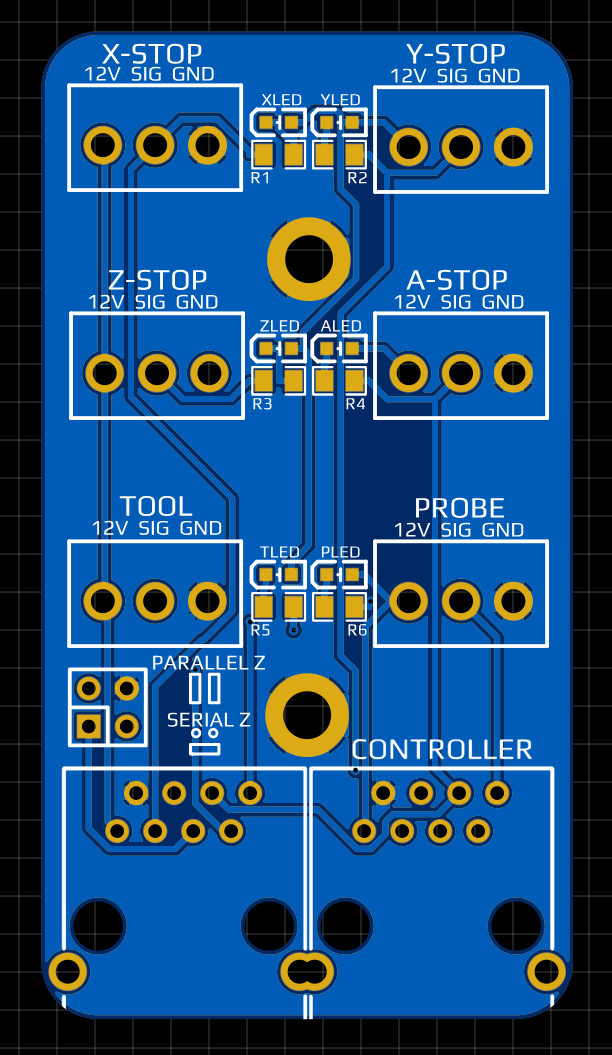 X-STOP
12V SIG GND
Y-STOP
12V SIG GND
XLED
YLED
R1
R2
Z-STOP
12V SIG GND
A-STOP
12V SIG GND
ZLED
ALED
R3
R4
TOOL
12V SIG GND
PROBE
12V SIG GND
TLED
PLED
R5
R6
PARALLEL Z
SERIAL Z
CONTROLLER